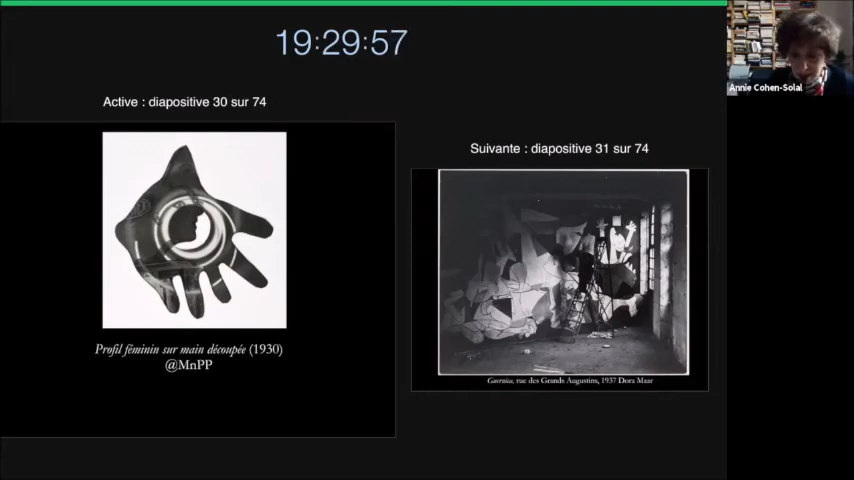 19:29:57
Annie Cohen-Solal
Active : diapositive 30 sur 74
Suivante : diapositive 31 sur 74
Profil féminin sur main découpée (1930)
@MnPP
Guernica, rue des Grands Augustins, 1937 Dora Maar